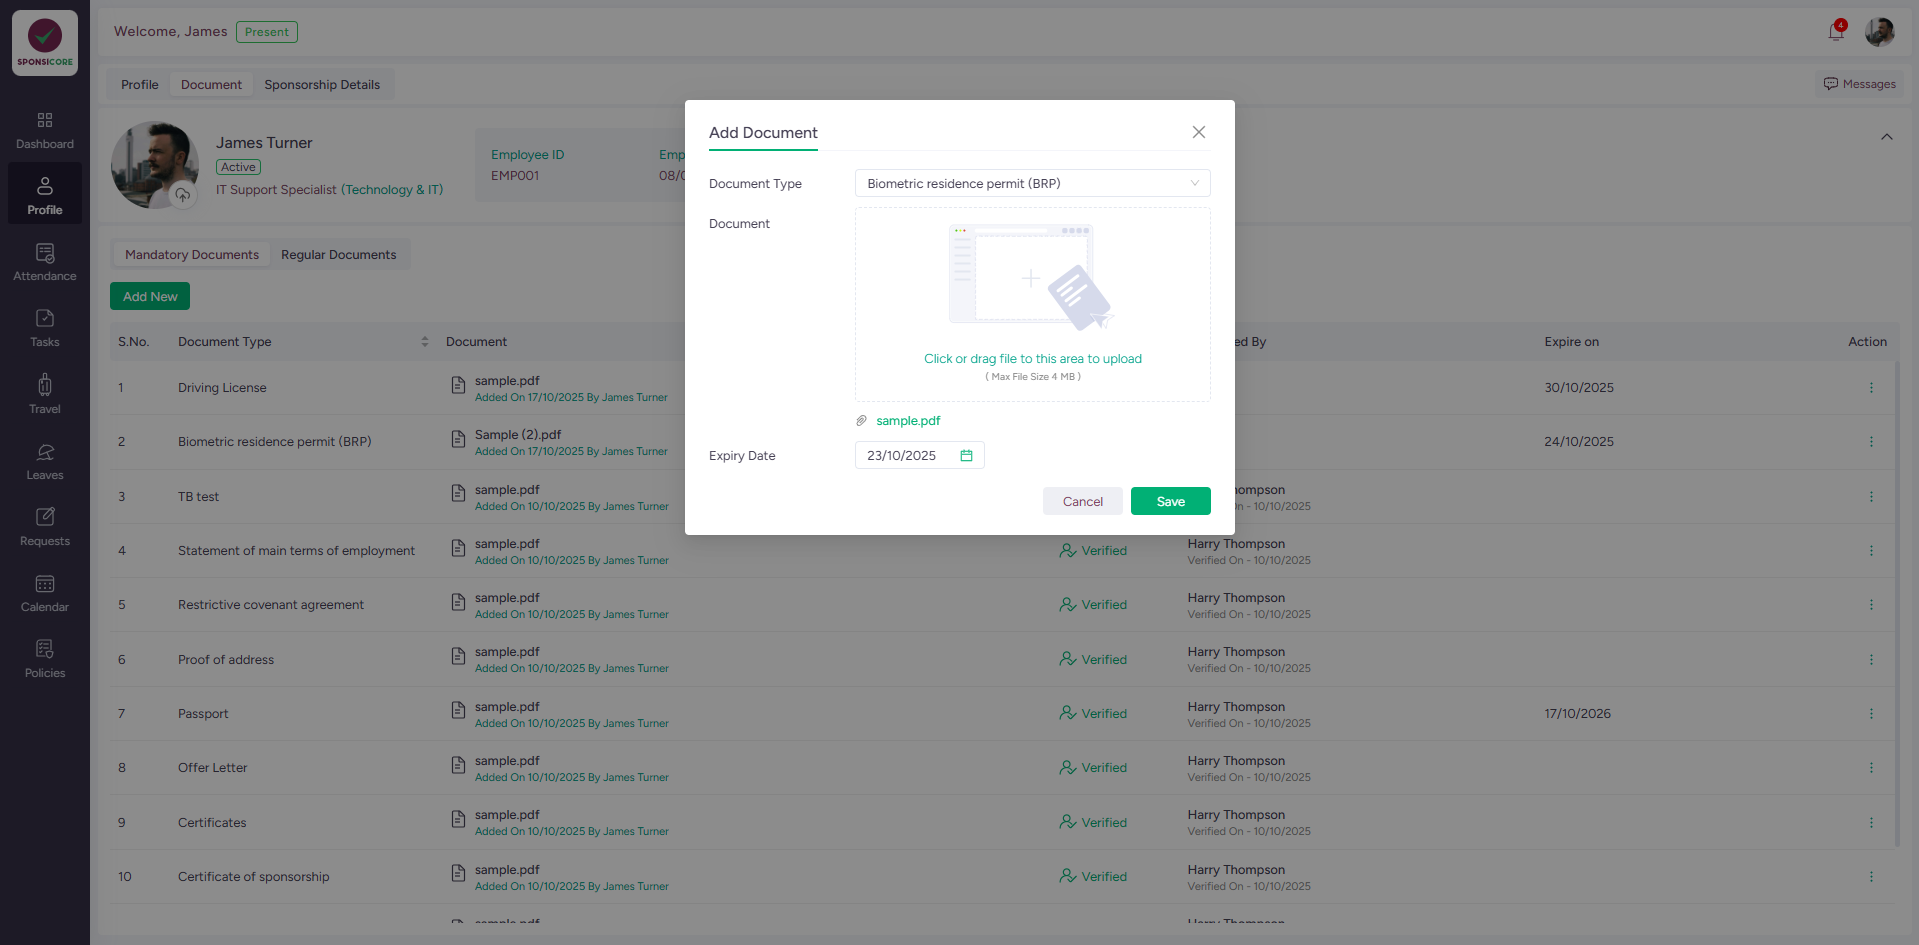 SPONSICORE
Welcome, James
Present
4
Profile
Document
Sponsorship Details
Messages
Dashboard
Profile
Attendance
Tasks
Travel
Leaves
Requests
Calendar
Policies
James Turner
Active
IT Support Specialist (Technology & IT)
Employee ID
EMP001
Mandatory Documents
Regular Documents
Add New
Add Document
Document Type
Biometric residence permit (BRP)
Document
Click or drag file to this area to upload
( Max File Size 4 MB )
sample.pdf
Expiry Date
23/10/2025
Cancel
Save
S.No.
Document Type
Document
By
Expire on
Action
1
Driving License
sample.pdf
Added On 17/10/2025 By James Turner
30/10/2025
2
Biometric residence permit (BRP)
Sample (2).pdf
Added On 17/10/2025 By James Turner
24/10/2025
3
TB test
sample.pdf
Added On 10/10/2025 By James Turner
- 10/10/2025
4
Statement of main terms of employment
sample.pdf
Added On 10/10/2025 By James Turner
Verified
Harry Thompson
Verified On - 10/10/2025
5
Restrictive covenant agreement
sample.pdf
Added On 10/10/2025 By James Turner
Verified
Harry Thompson
Verified On - 10/10/2025
6
Proof of address
sample.pdf
Added On 10/10/2025 By James Turner
Verified
Harry Thompson
Verified On - 10/10/2025
7
Passport
sample.pdf
Added On 10/10/2025 By James Turner
Verified
Harry Thompson
Verified On - 10/10/2025
17/10/2026
8
Offer Letter
sample.pdf
Added On 10/10/2025 By James Turner
Verified
Harry Thompson
Verified On - 10/10/2025
9
Certificates
sample.pdf
Added On 10/10/2025 By James Turner
Verified
Harry Thompson
Verified On - 10/10/2025
10
Certificate of sponsorship
sample.pdf
Added On 10/10/2025 By James Turner
Verified
Harry Thompson
Verified On - 10/10/2025